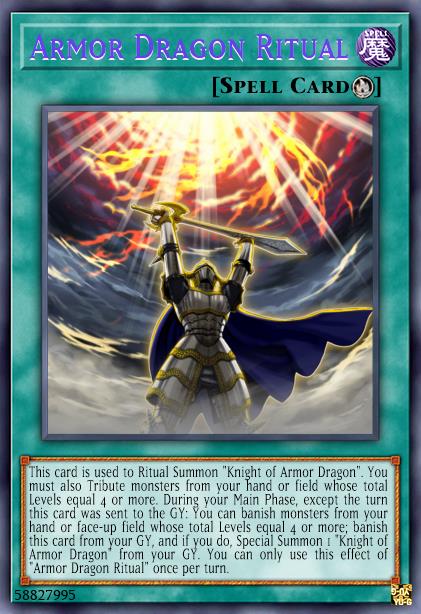 Armor Dragon Ritual
SPELL
魔
[Spell Card]
This card is used to Ritual Summon "Knight of Armor Dragon". You
must also Tribute monsters from your hand or field whose total
Levels equal 4 or more. During your Main Phase, except the turn
this card was sent to the GY: You can banish monsters from your
hand or face-up field whose total Levels equal 4 or more; banish
this card from your GY, and if you do, Special Summon 1 "Knight
of Armor Dragon" from your GY. You can only use this effect of
"Armor Dragon Ritual" once per turn.
58827995